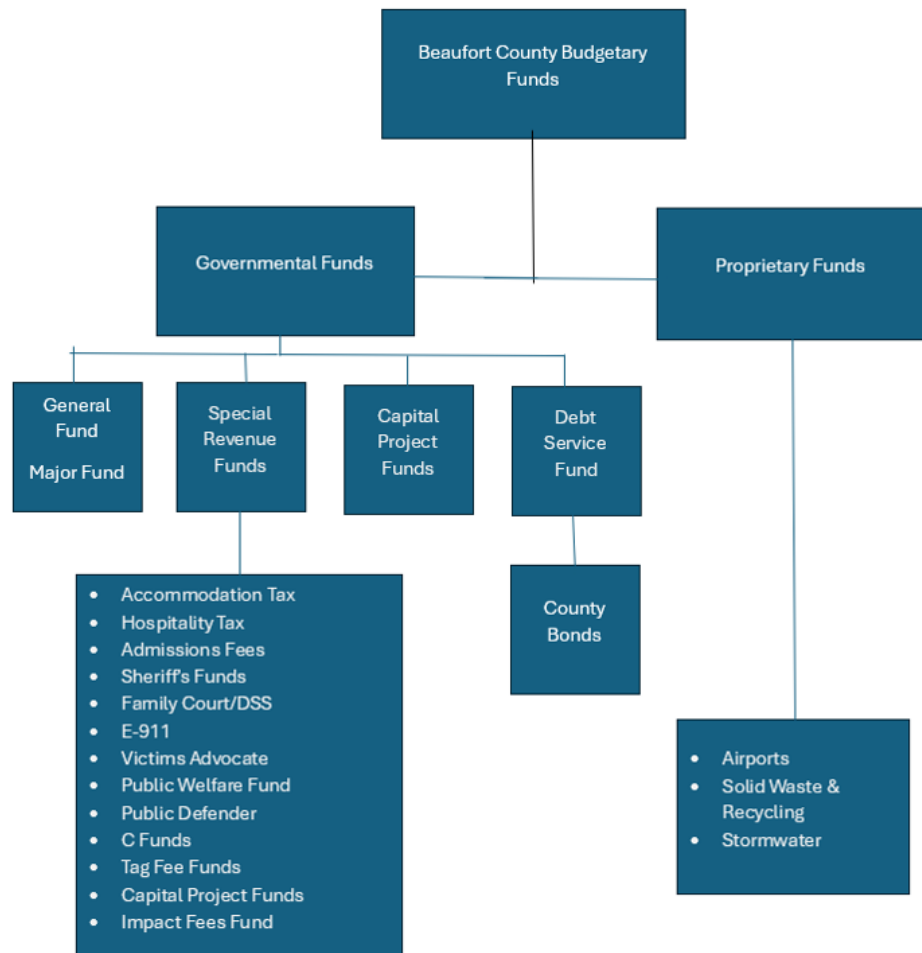 Beaufort County Budgetary
Funds
Governmental Funds
Proprietary Funds
General
Fund
Major Fund
Special
Revenue
Funds
Capital
Project
Funds
Debt
Service
Fund
• Accommodation Tax
• Hospitality Tax
• Admissions Fees
• Sheriff's Funds
• Family Court/DSS
• E-911
• Victims Advocate
• Public Welfare Fund
• Public Defender
• C Funds
• Tag Fee Funds
• Capital Project Funds
• Impact Fees Fund
County
Bonds
• Airports
• Solid Waste &
Recycling
• Stormwater